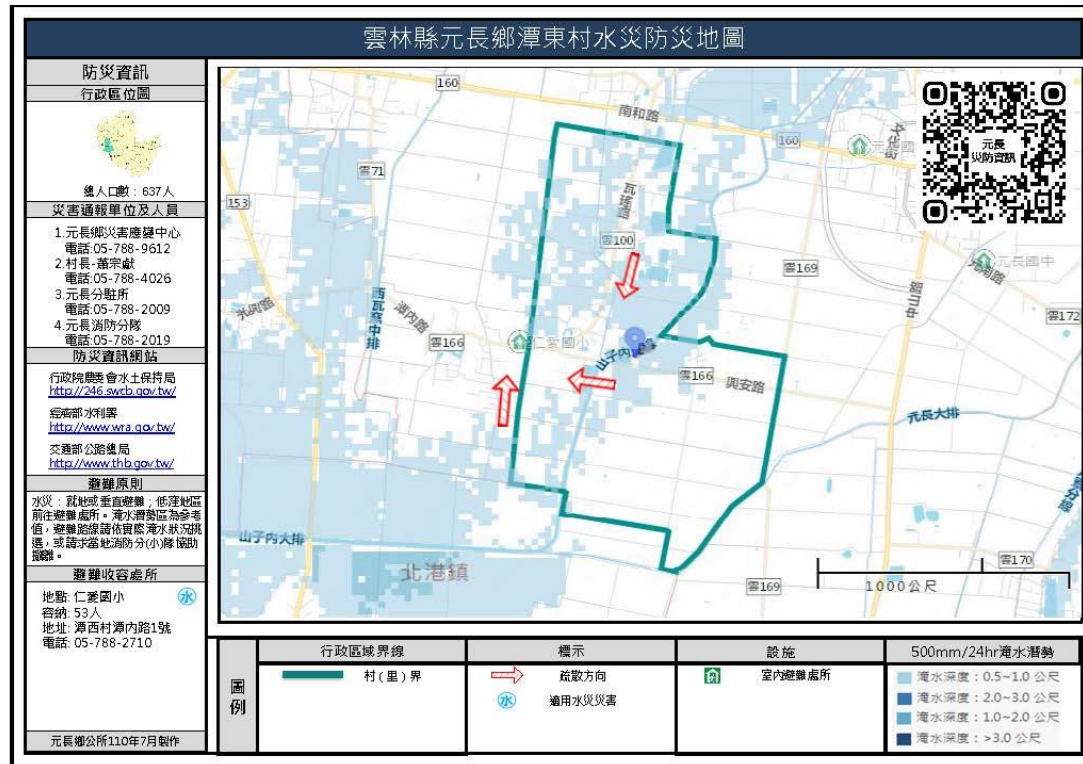 雲林縣元長鄉潭東村水災防災地圖
防災資訊
行政區位圖
總人口數：637人
災害通報單位及人員
1.元長鄉災害應變中心
電話:05-788-9612
2.村長-蕭宗獻
電話:05-788-4026
3.元長分駐所
電話:05-788-2009
4.元長消防分隊
電話:05-788-2019
防災資訊網站
行政院農委會水土保持局
http://246.swcb.gov.tw/
經濟部水利署
http://www.wra.gov.tw/
交通部公路總局
http://www.thb.gov.tw/
避難原則
水災：就地或垂直避難；低窪地區
前往避難處所。淹水潛勢區為參考
值，避難路線請依實際淹水狀況挑
選，或請求當地消防分(小)隊協助
撤離。
避難收容處所
地點: 仁愛國小
水
容納: 53人
地址: 潭西村潭內路1號
電話: 05-788-2710
元長鄉公所110年7月製作
160
南和路
160
文化街
元長
災防資訊
雲71
153
瓦窯路
雲100
雲169
元長國中
元南路
中山路
光興路
西瓦窯中排
潭內路
雲166
仁愛國小
山子內
雲172
雲166
興安路
元長大排
山子內大排
北港鎮
雲169
雲170
1000公尺
圖例
行政區域界線
村(里)界
標示
疏散方向
水
適用水災災害
設施
室內避難處所
500mm/24hr淹水潛勢
淹水深度：0.5~1.0 公尺
淹水深度：2.0~3.0 公尺
淹水深度：1.0~2.0 公尺
淹水深度：>3.0 公尺